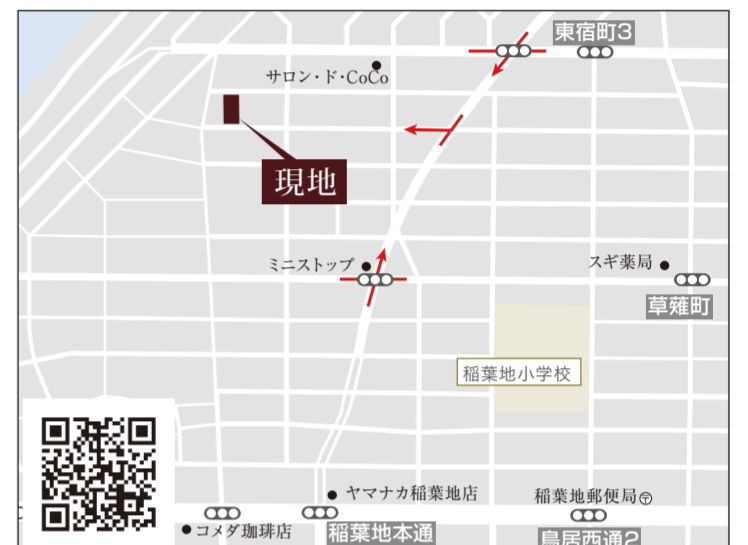 東宿町3
サロン・ド・CoCo
現地
ミニストップ
スギ薬局
草薙町
稲葉地小学校
ヤマナカ稲葉地店
稲葉地郵便局〶
コメダ珈琲店
稲葉地本通
鳥居西通2